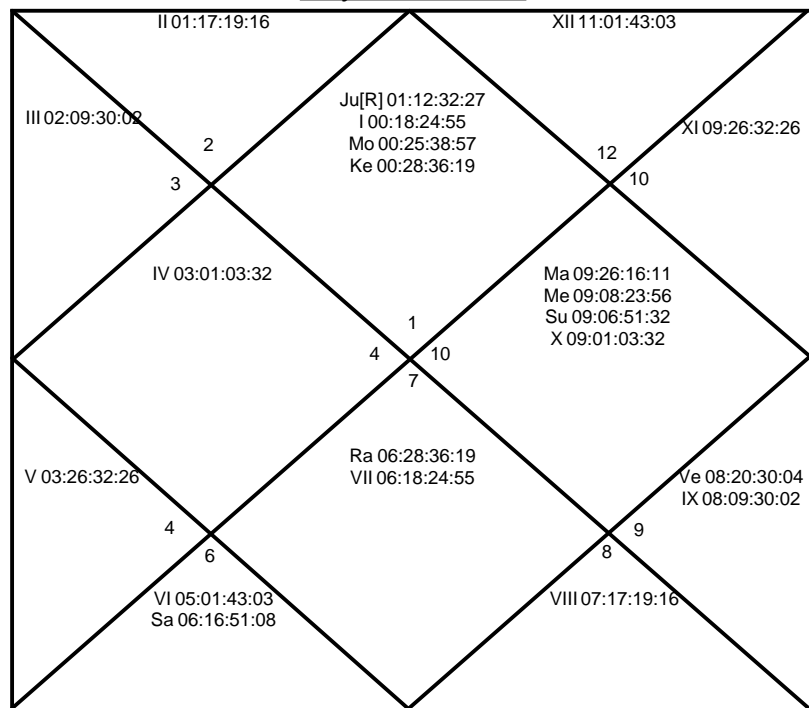 II 01:17:19:16
XII 11:01:43:03
Ju[R] 01:12:32:27
I 00:18:24:55
Mo 00:25:38:57
Ke 00:28:36:19
III 02:09:30:02
XI 09:26:32:26
2
12
3
10
IV 03:01:03:32
Ma 09:26:16:11
Me 09:08:23:56
Su 09:06:51:32
X 09:01:03:32
1
4
10
7
Ra 06:28:36:19
VII 06:18:24:55
V 03:26:32:26
Ve 08:20:30:04
IX 08:09:30:02
4
9
6
8
VI 05:01:43:03
Sa 06:16:51:08
VIII 07:17:19:16